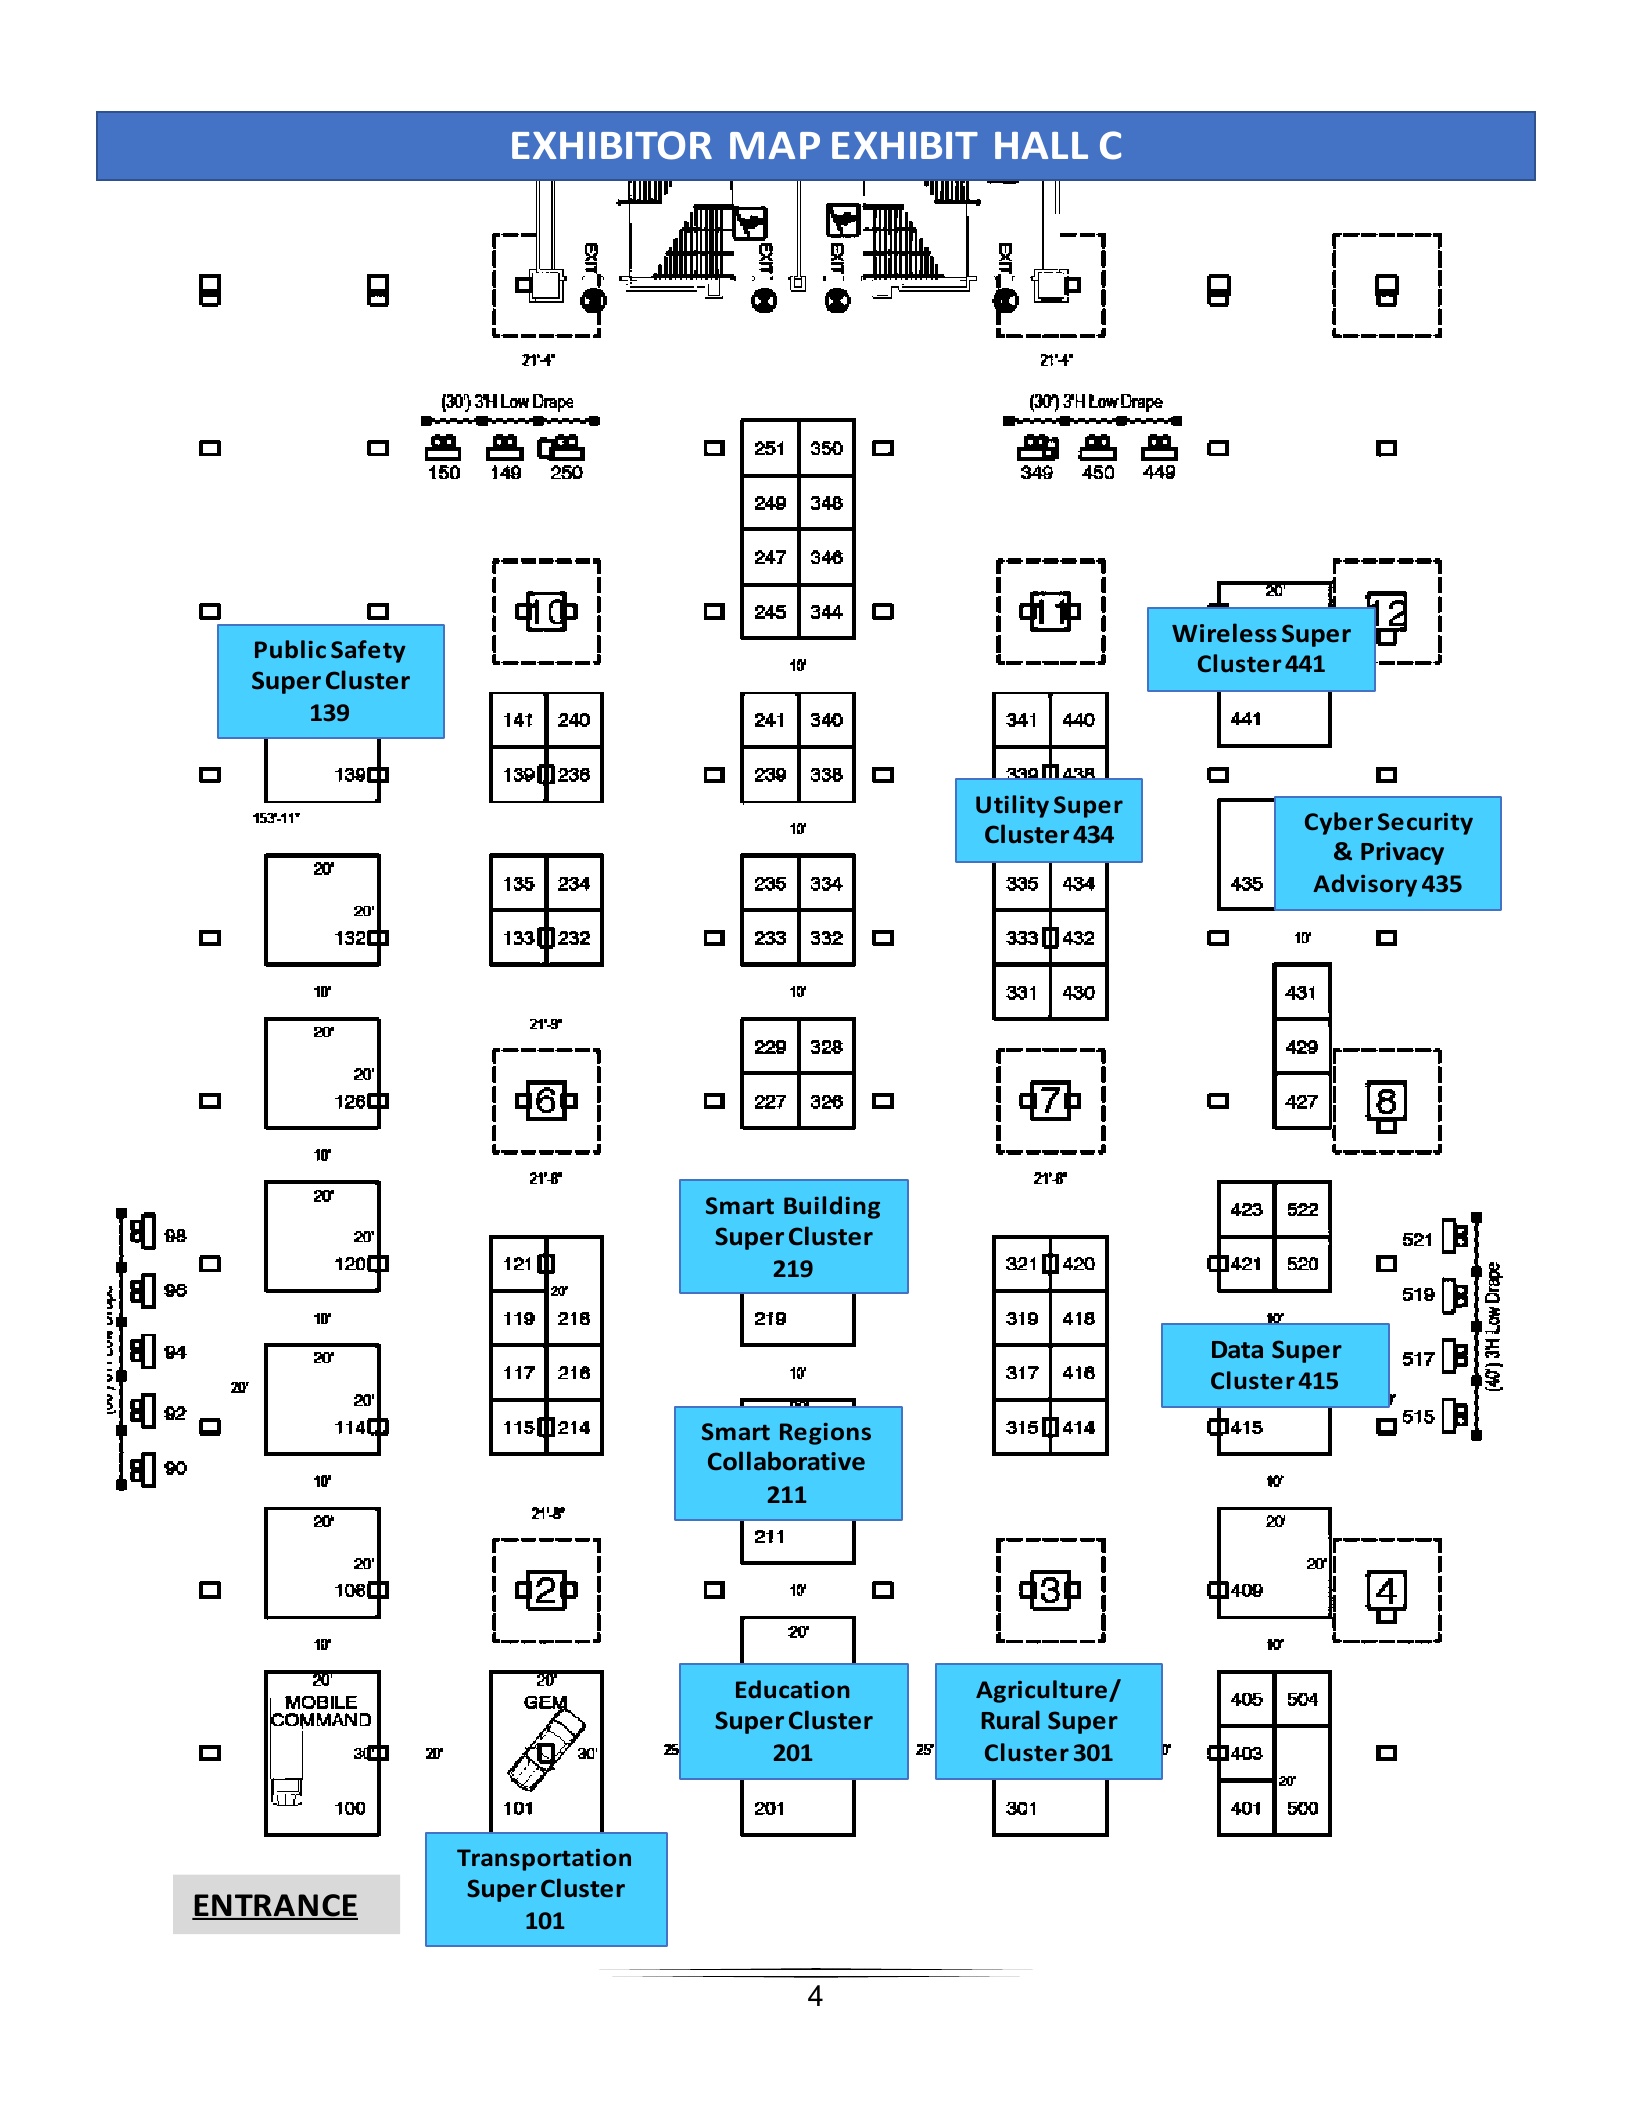 EXHIBITOR MAP EXHIBIT HALL C
EXIT EXIT EXIT EXIT
21'-4" 21'-4"
(30') 3'H Low Drape (30') 3'H Low Drape
150 149 250 349 450 449
251 350
249 348
247 346
245 344
10 11 12
20'
Public Safety
Super Cluster
139
Wireless Super
Cluster 441
10'
141 240 241 340 341 440 441
139 139 238 239 338 339 438
153'-11"
10'
Utility Super
Cluster 434
Cyber Security
& Privacy
Advisory 435
20'
135 234 235 334 335 434 435
20'
132 133 232 233 332 333 432
10'
10' 10'
331 430 431
20' 21'-9"
229 328 429
20'
126 6 227 326 7 427 8
10' 21'-8" 21'-8"
20'
Smart Building
Super Cluster
219
423 522
98 20' 521
120 121 321 420 421 520
96 20' 519
10' 119 218 219 319 418 10'
(40') 3'H Low Drape
Data Super
Cluster 415
94 20' 517
20' 117 216 10' 317 416
20'
92 114 115 214 315 414 415 515
Smart Regions
Collaborative
211
90
10' 10'
20' 21'-8" 20'
211
20' 20'
108 2 10' 3 409 4
20'
10' 10'
20' 20'
MOBILE
COMMAND
GEM
405 504
Education
Super Cluster
201
Agriculture/
Rural Super
Cluster 301
30' 20' 30' 25' 403
20'
100 101 201 301 401 500
Transportation
Super Cluster
101
ENTRANCE
4